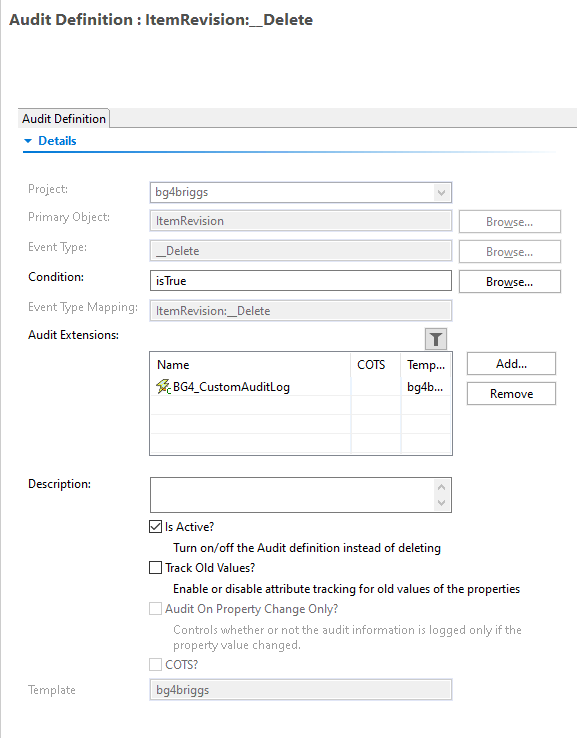 Audit Definition : ItemRevision:__Delete
Audit Definition
Details
Project:
bg4briggs
Primary Object:
ItemRevision
Browse...
Event Type:
__Delete
Browse...
Condition:
isTrue
Browse...
Event Type Mapping:
ItemRevision:__Delete
Audit Extensions:
Name COTS Temp...
BG4_CustomAuditLog bg4b...
Add...
Remove
Description:
Is Active?
Turn on/off the Audit definition instead of deleting
Track Old Values?
Enable or disable attribute tracking for old values of the properties
Audit On Property Change Only?
Controls whether or not the audit information is logged only if the
property value changed.
COTS?
Template
bg4briggs